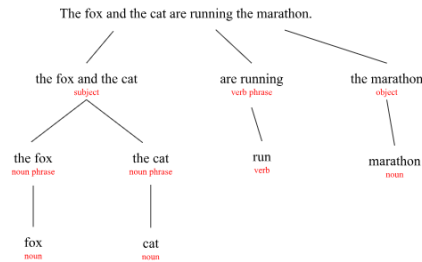 The fox and the cat are running the marathon.
the fox and the cat are running the marathon
subject verb phrase object
the fox the cat run marathon
noun phrase noun phrase verb noun
fox cat
noun noun